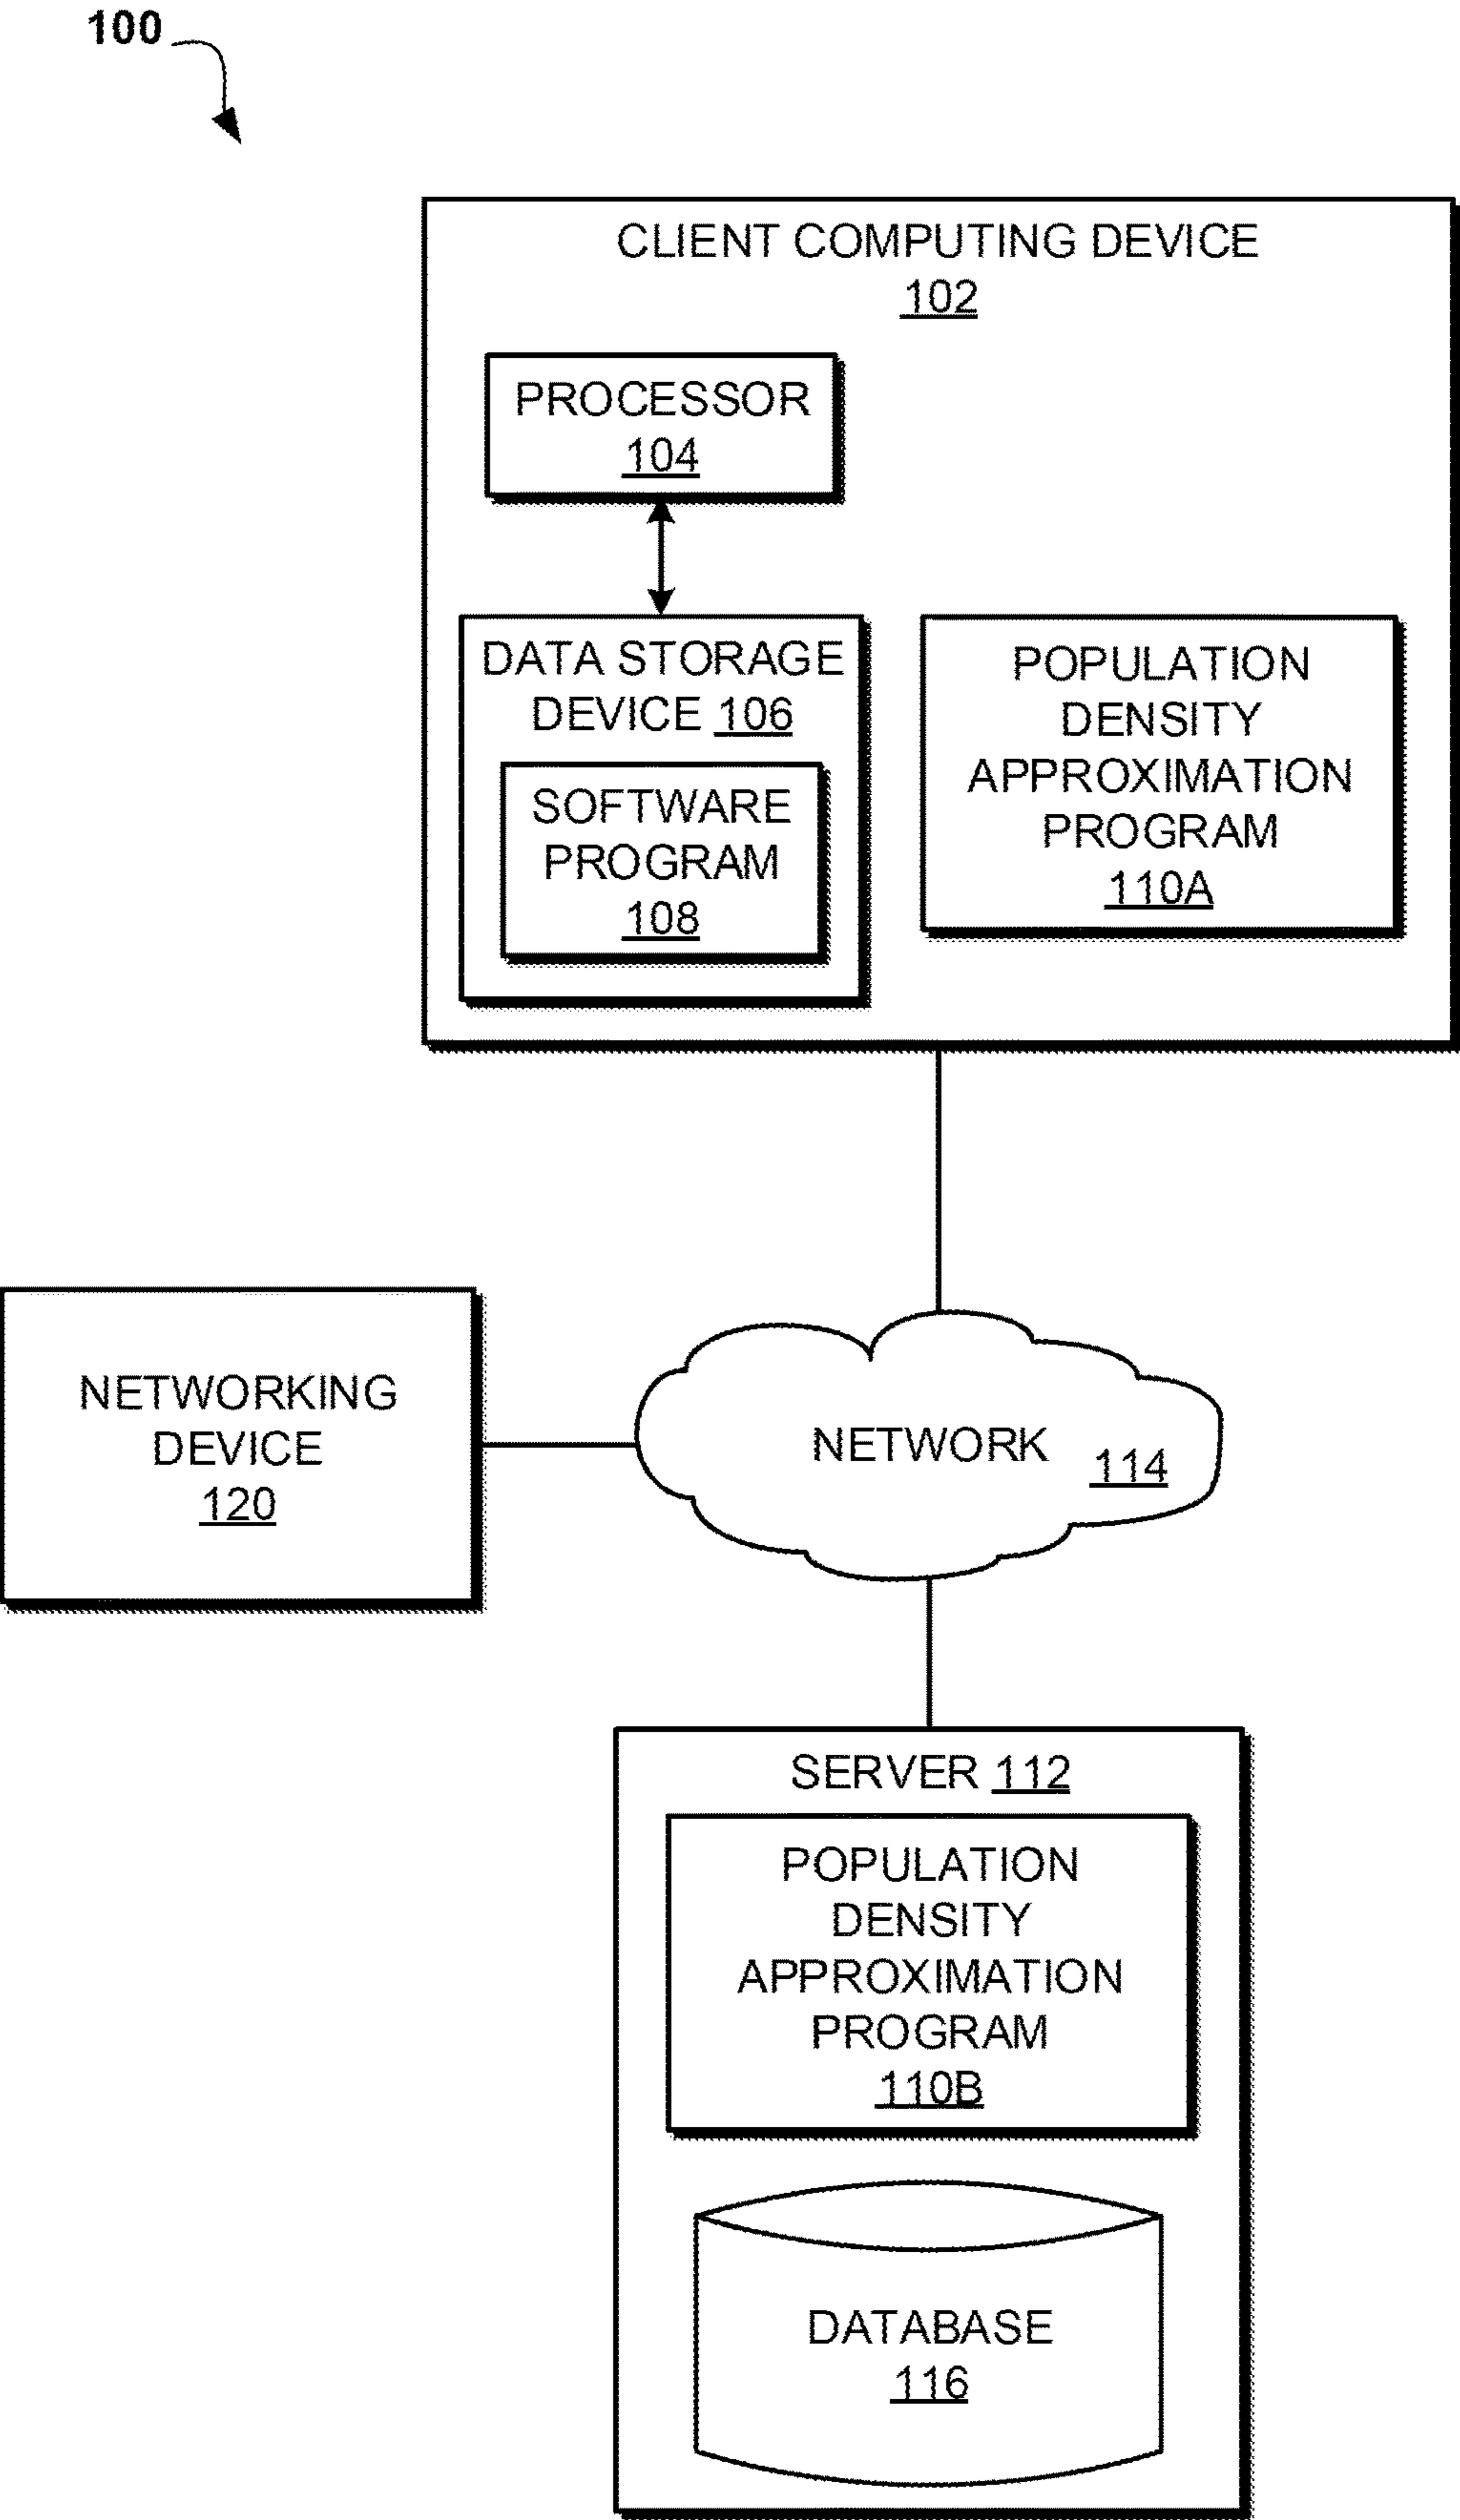 100
CLIENT COMPUTING DEVICE
102
PROCESSOR
104
DATA STORAGE
DEVICE 106
SOFTWARE
PROGRAM
108
POPULATION
DENSITY
APPROXIMATION
PROGRAM
110A
NETWORKING
DEVICE
120
NETWORK 114
SERVER 112
POPULATION
DENSITY
APPROXIMATION
PROGRAM
110B
DATABASE
116